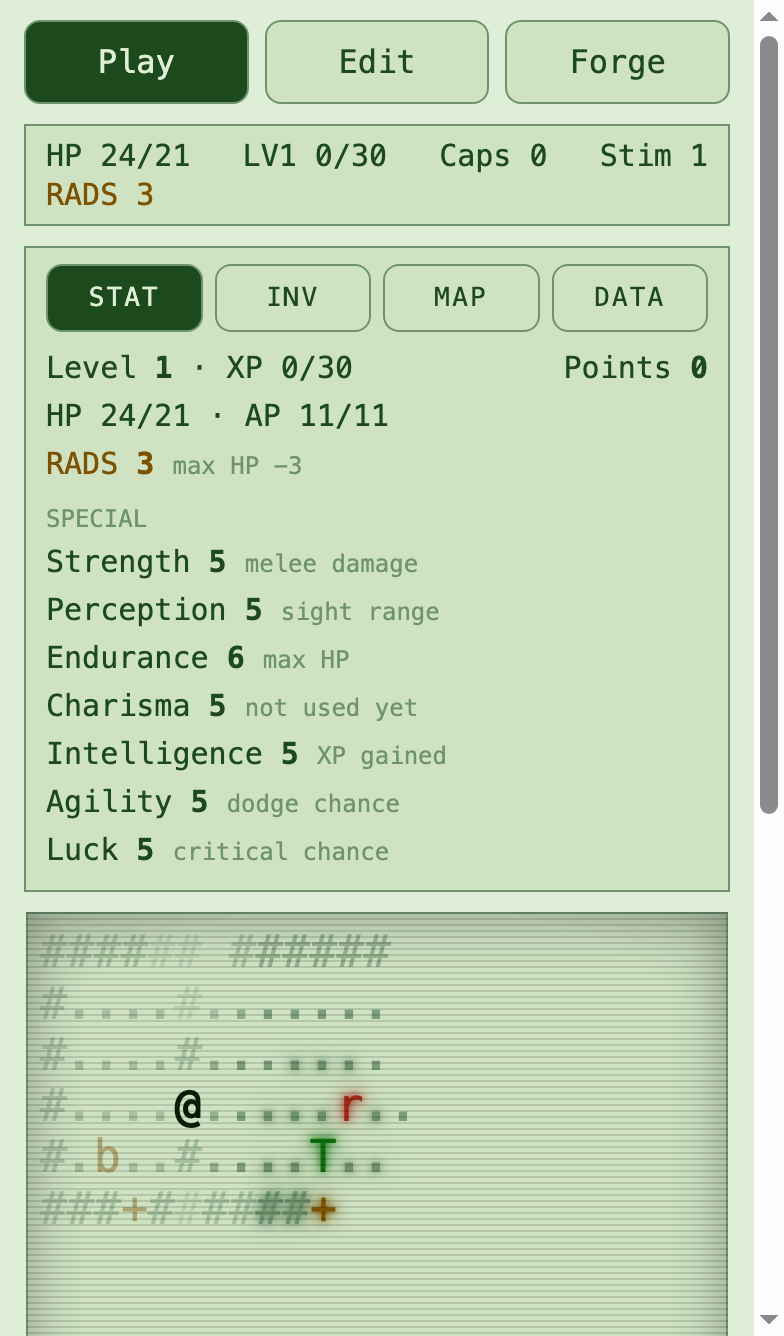 Play Edit Forge
HP 24/21 LV1 0/30 Caps 0 Stim 1
RADS 3
STAT INV MAP DATA
Level 1 · XP 0/30 Points 0
HP 24/21 · AP 11/11
RADS 3 max HP −3
SPECIAL
Strength 5 melee damage
Perception 5 sight range
Endurance 6 max HP
Charisma 5 not used yet
Intelligence 5 XP gained
Agility 5 dodge chance
Luck 5 critical chance
###### ######
#....#.......
#....#.......
#....@.....r..
#.b..#....T..
###+######+